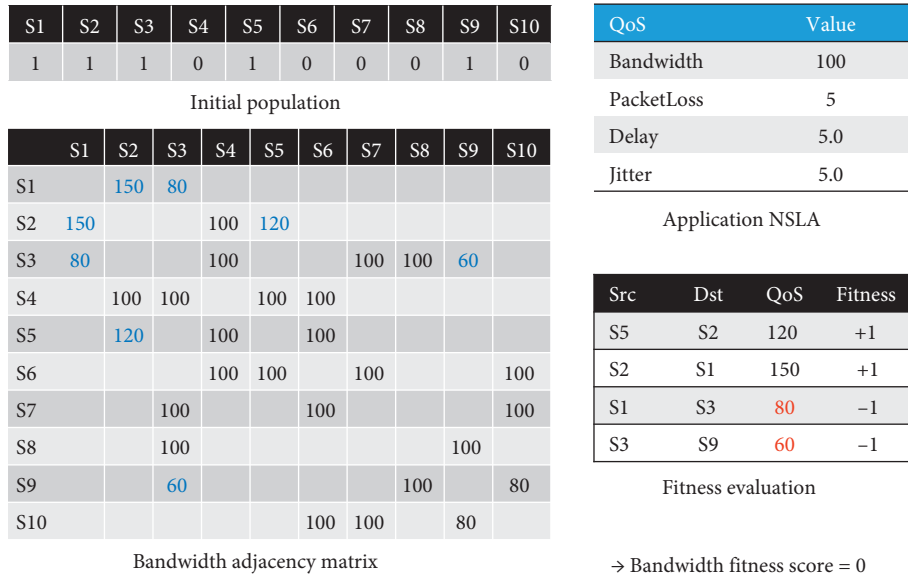 S1 S2 S3 S4 S5 S6 S7 S8 S9 S10
1 1 1 0 1 0 0 0 1 0
Initial population
S1 S2 S3 S4 S5 S6 S7 S8 S9 S10
S1 150 80
S2 150 100 120
S3 80 100 100 100 60
S4 100 100 100 100
S5 120 100 100
S6 100 100 100 100
S7 100 100 100
S8 100 100
S9 60 100 80
S10 100 100 80
Bandwidth adjacency matrix
QoS Value
Bandwidth 100
PacketLoss 5
Delay 5.0
Jitter 5.0
Application NSLA
Src Dst QoS Fitness
S5 S2 120 +1
S2 S1 150 +1
S1 S3 80 –1
S3 S9 60 –1
Fitness evaluation
→ Bandwidth fitness score = 0